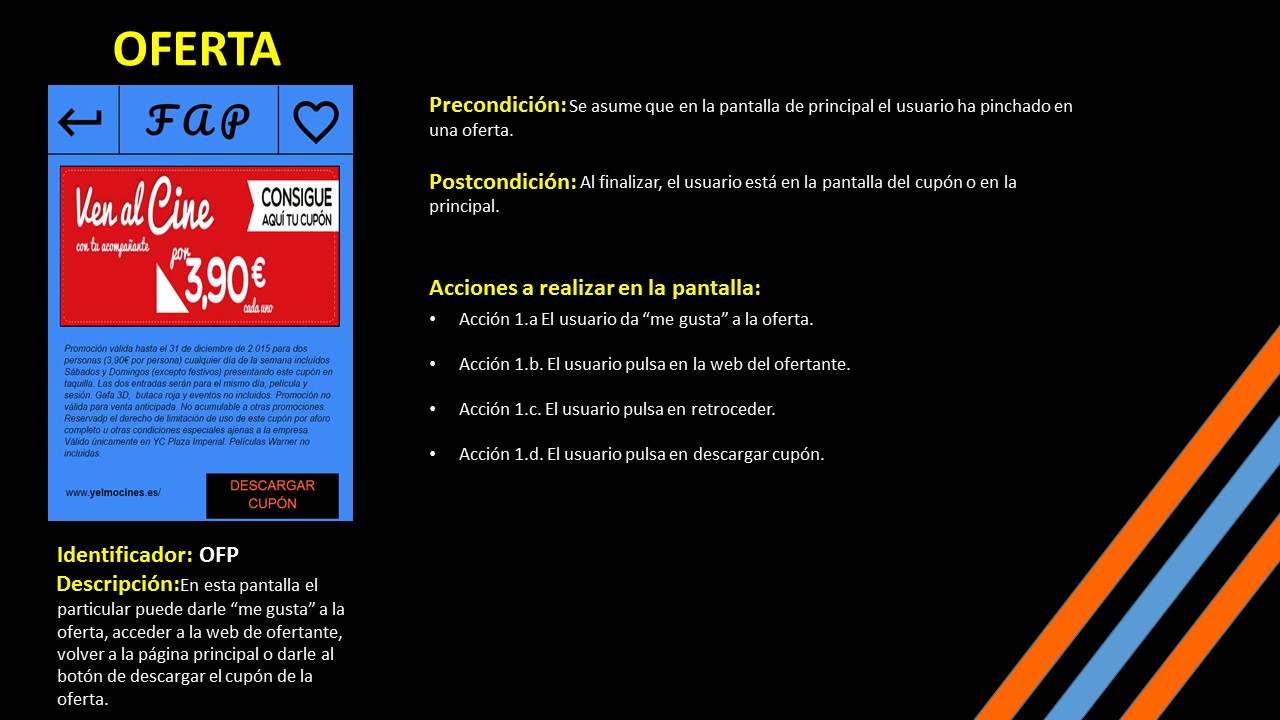 OFERTA
FAP
Ven al Cine
con tu acompañante
CONSIGUE
AQUÍ TU CUPÓN
por
3,90€
cada uno
Promoción válida hasta el 31 de diciembre de 2.015 para dos
personas (3,90€ por persona) cualquier día de la semana incluidos
Sábados y Domingos (excepto festivos) presentando este cupón en
taquilla. Las dos entradas serán para el mismo día, película y
sesión. Gafa 3D, butaca roja y eventos no incluidos. Promoción no
válida para venta anticipada. No acumulable a otras promociones.
Reservadp el derecho de limitación de uso de este cupón por aforo
completo u otras condiciones especiales ajenas a la empresa.
Válido únicamente en YC Plaza Imperial. Películas Warner no
incluidas.
www.yelmocines.es/
DESCARGAR
CUPÓN
Identificador: OFP
Descripción:En esta pantalla el
particular puede darle “me gusta” a la
oferta, acceder a la web de ofertante,
volver a la página principal o darle al
botón de descargar el cupón de la
oferta.
Precondición: Se asume que en la pantalla de principal el usuario ha pinchado en
una oferta.
Postcondición: Al finalizar, el usuario está en la pantalla del cupón o en la
principal.
Acciones a realizar en la pantalla:
• Acción 1.a El usuario da “me gusta” a la oferta.
• Acción 1.b. El usuario pulsa en la web del ofertante.
• Acción 1.c. El usuario pulsa en retroceder.
• Acción 1.d. El usuario pulsa en descargar cupón.